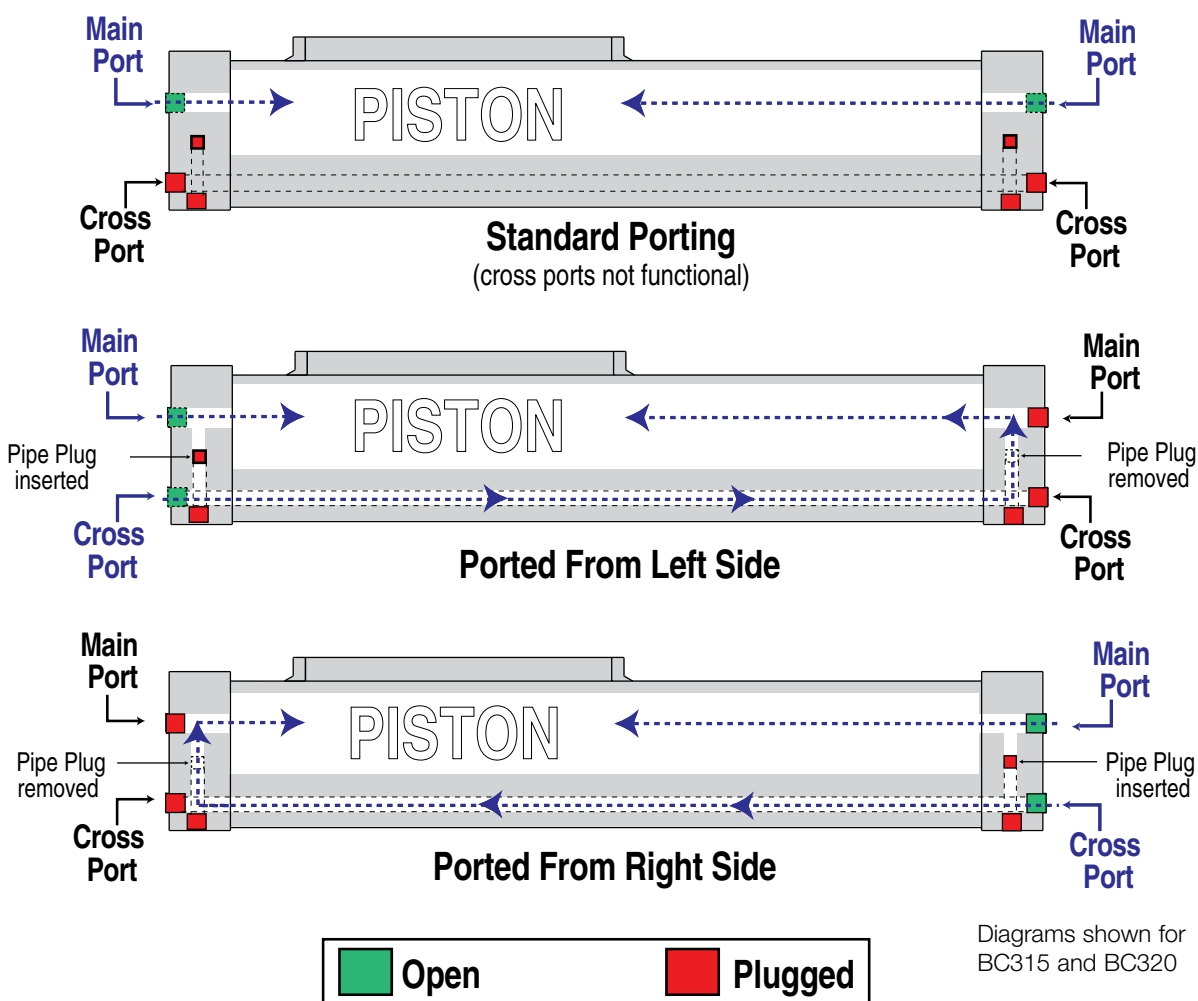 Main
Port
Main
Port
PISTON
Cross
Port
Cross
Port
Standard Porting
(cross ports not functional)
Main
Port
Main
Port
PISTON
Pipe Plug
inserted
Pipe Plug
removed
Cross
Port
Cross
Port
Ported From Left Side
Main
Port
Main
Port
PISTON
Pipe Plug
removed
Pipe Plug
inserted
Cross
Port
Cross
Port
Ported From Right Side
Open
Plugged
Diagrams shown for
BC315 and BC320